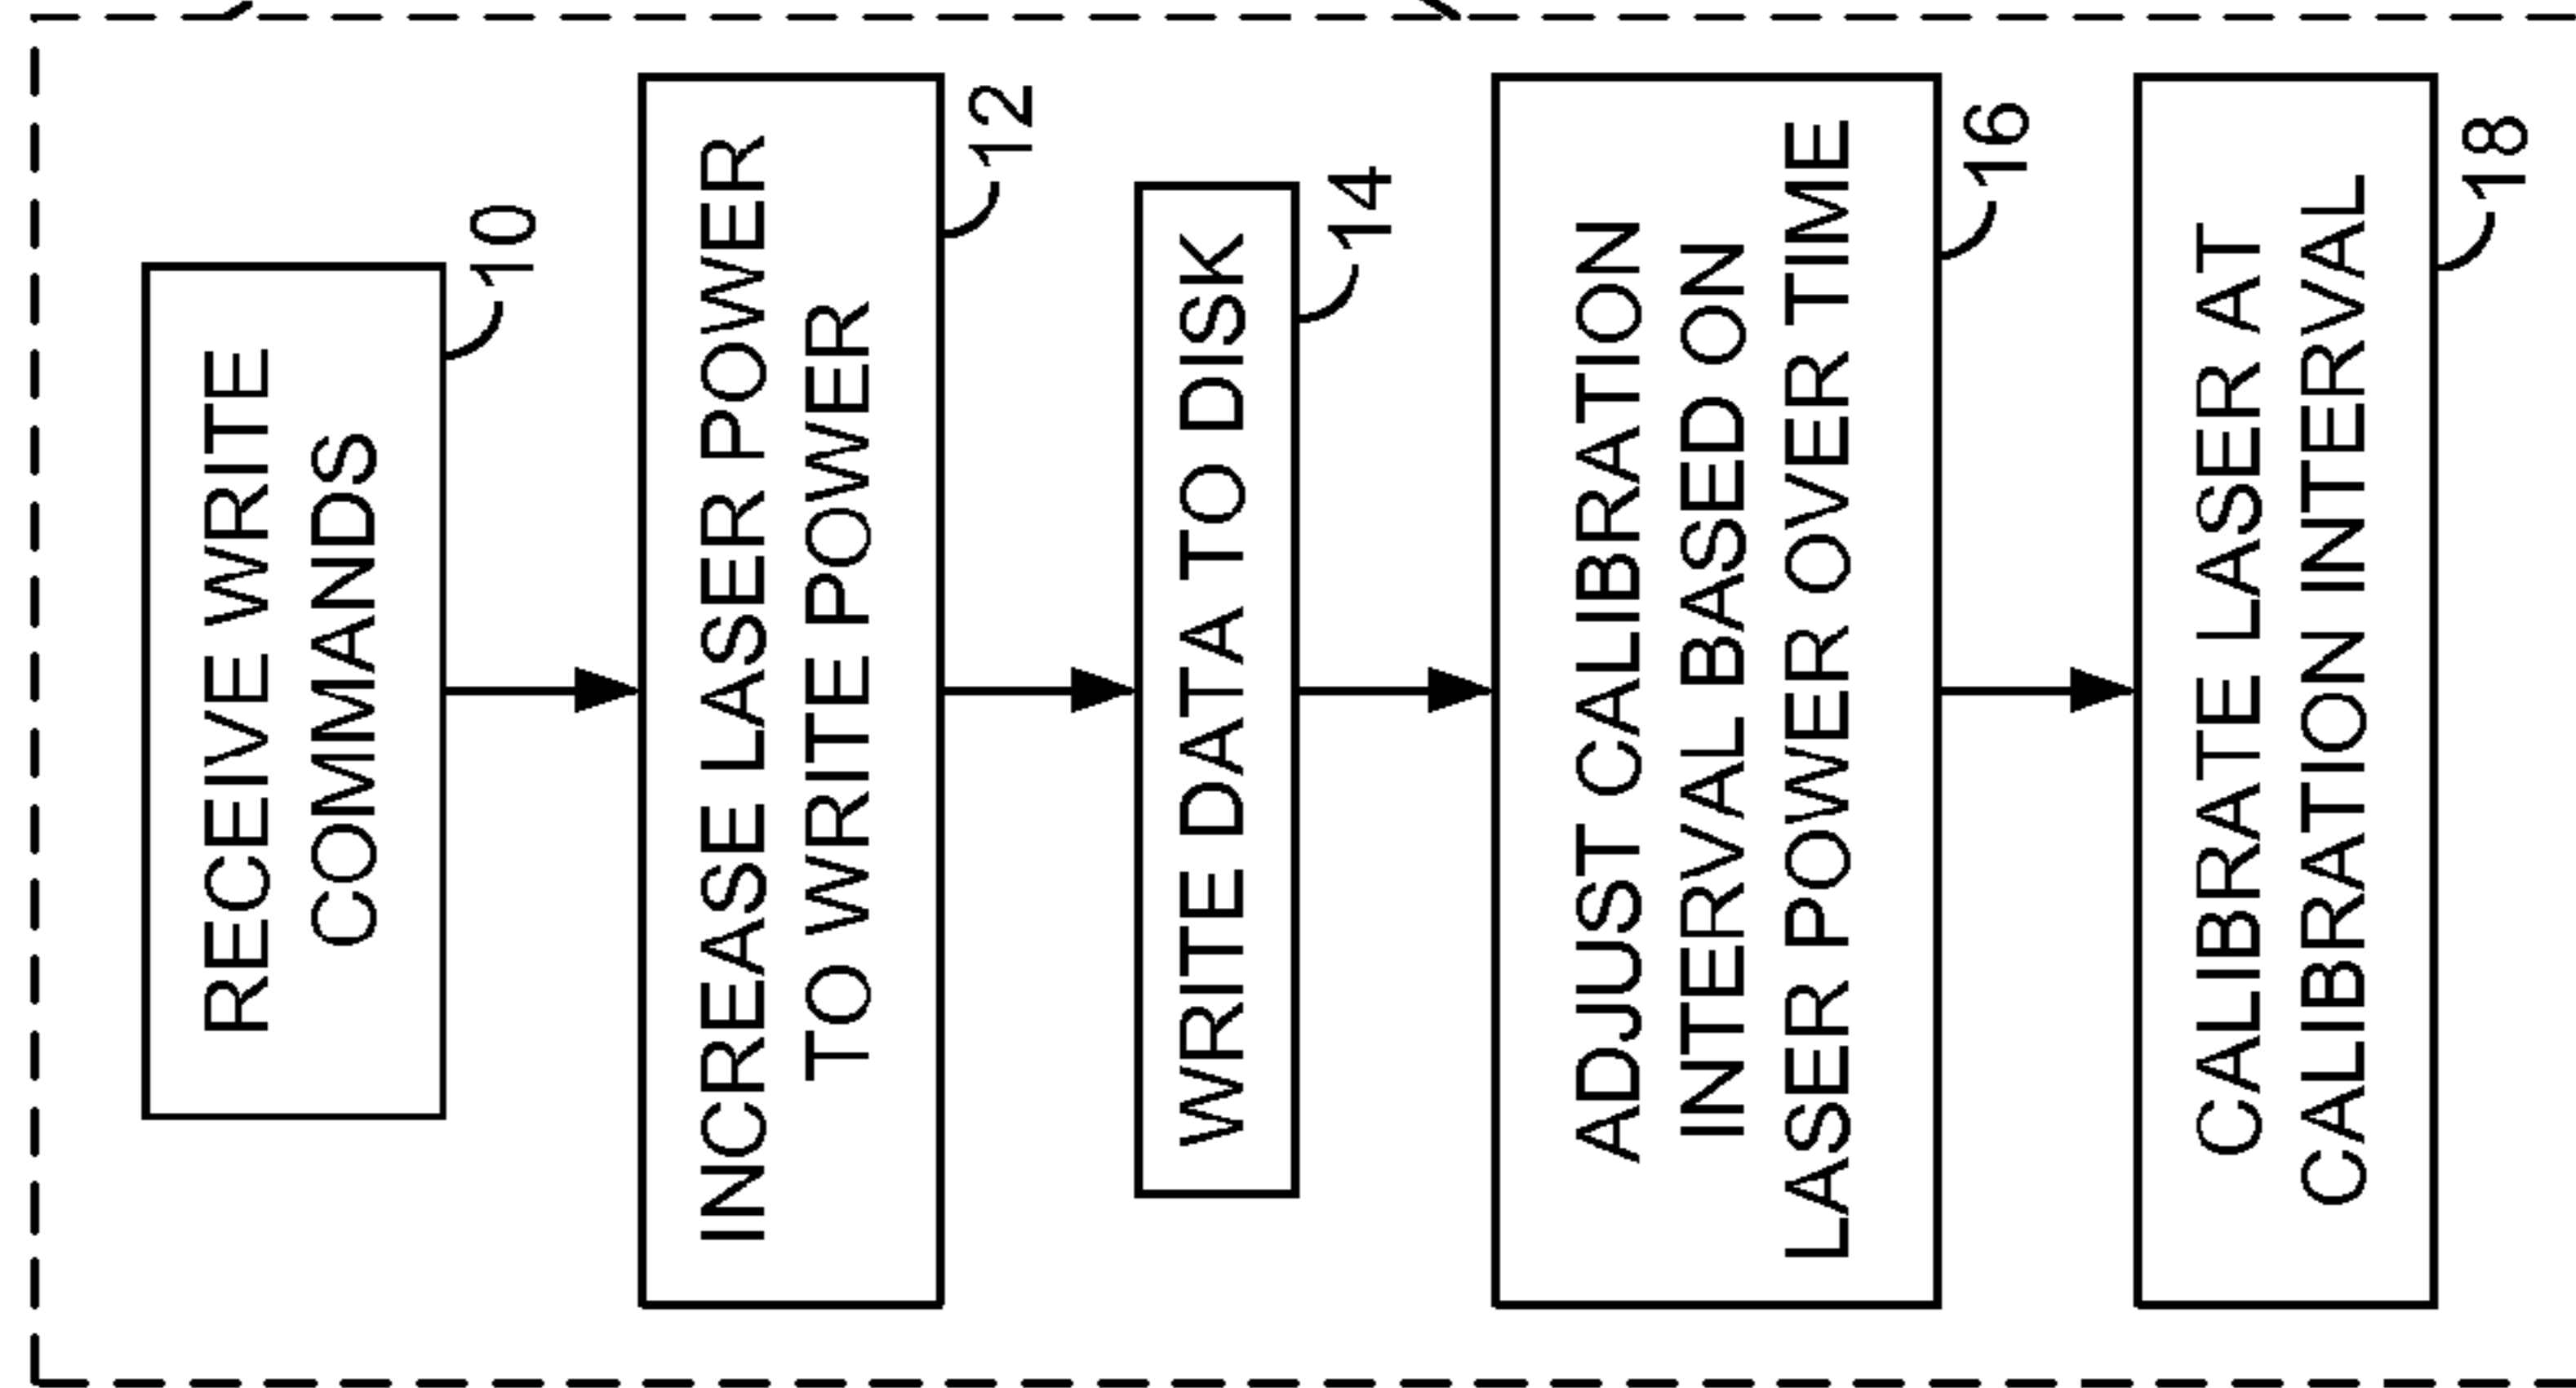 RECEIVE WRITE
COMMANDS
10
INCREASE LASER POWER
TO WRITE POWER
12
WRITE DATA TO DISK
14
ADJUST CALIBRATION
INTERVAL BASED ON
LASER POWER OVER TIME
16
CALIBRATE LASER AT
CALIBRATION INTERVAL
18